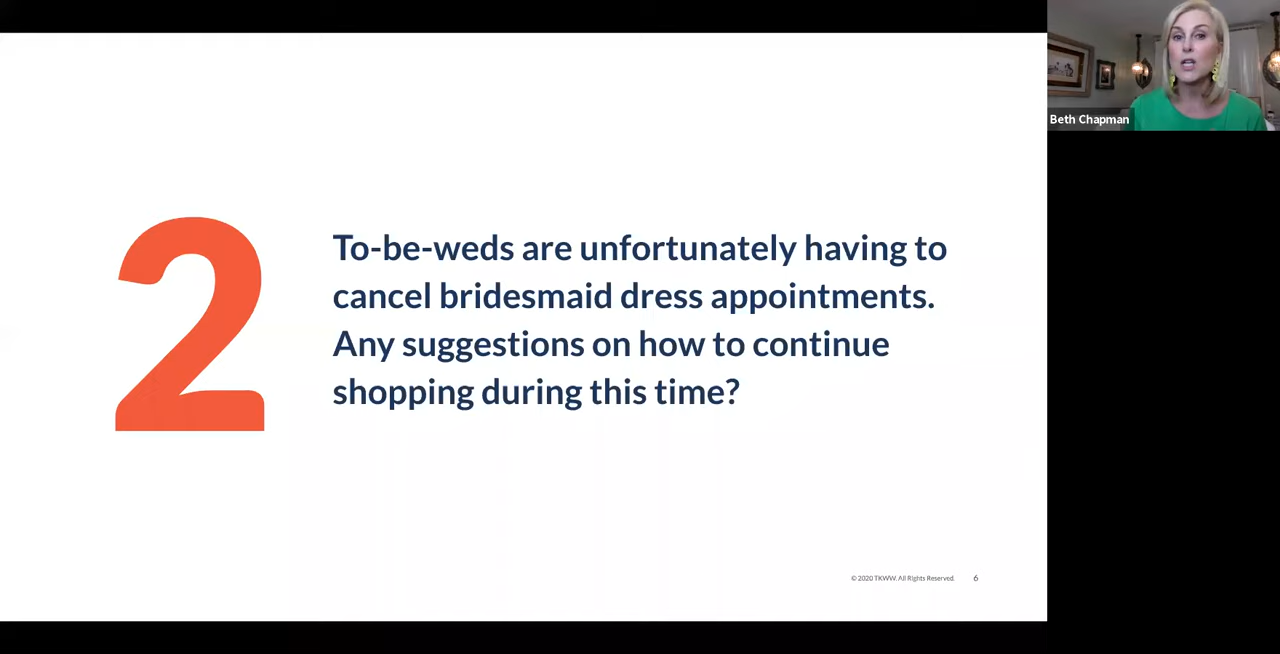 Beth Chapman
2
To-be-weds are unfortunately having to
cancel bridesmaid dress appointments.
Any suggestions on how to continue
shopping during this time?
© 2020 TKWW. All Rights Reserved.
6